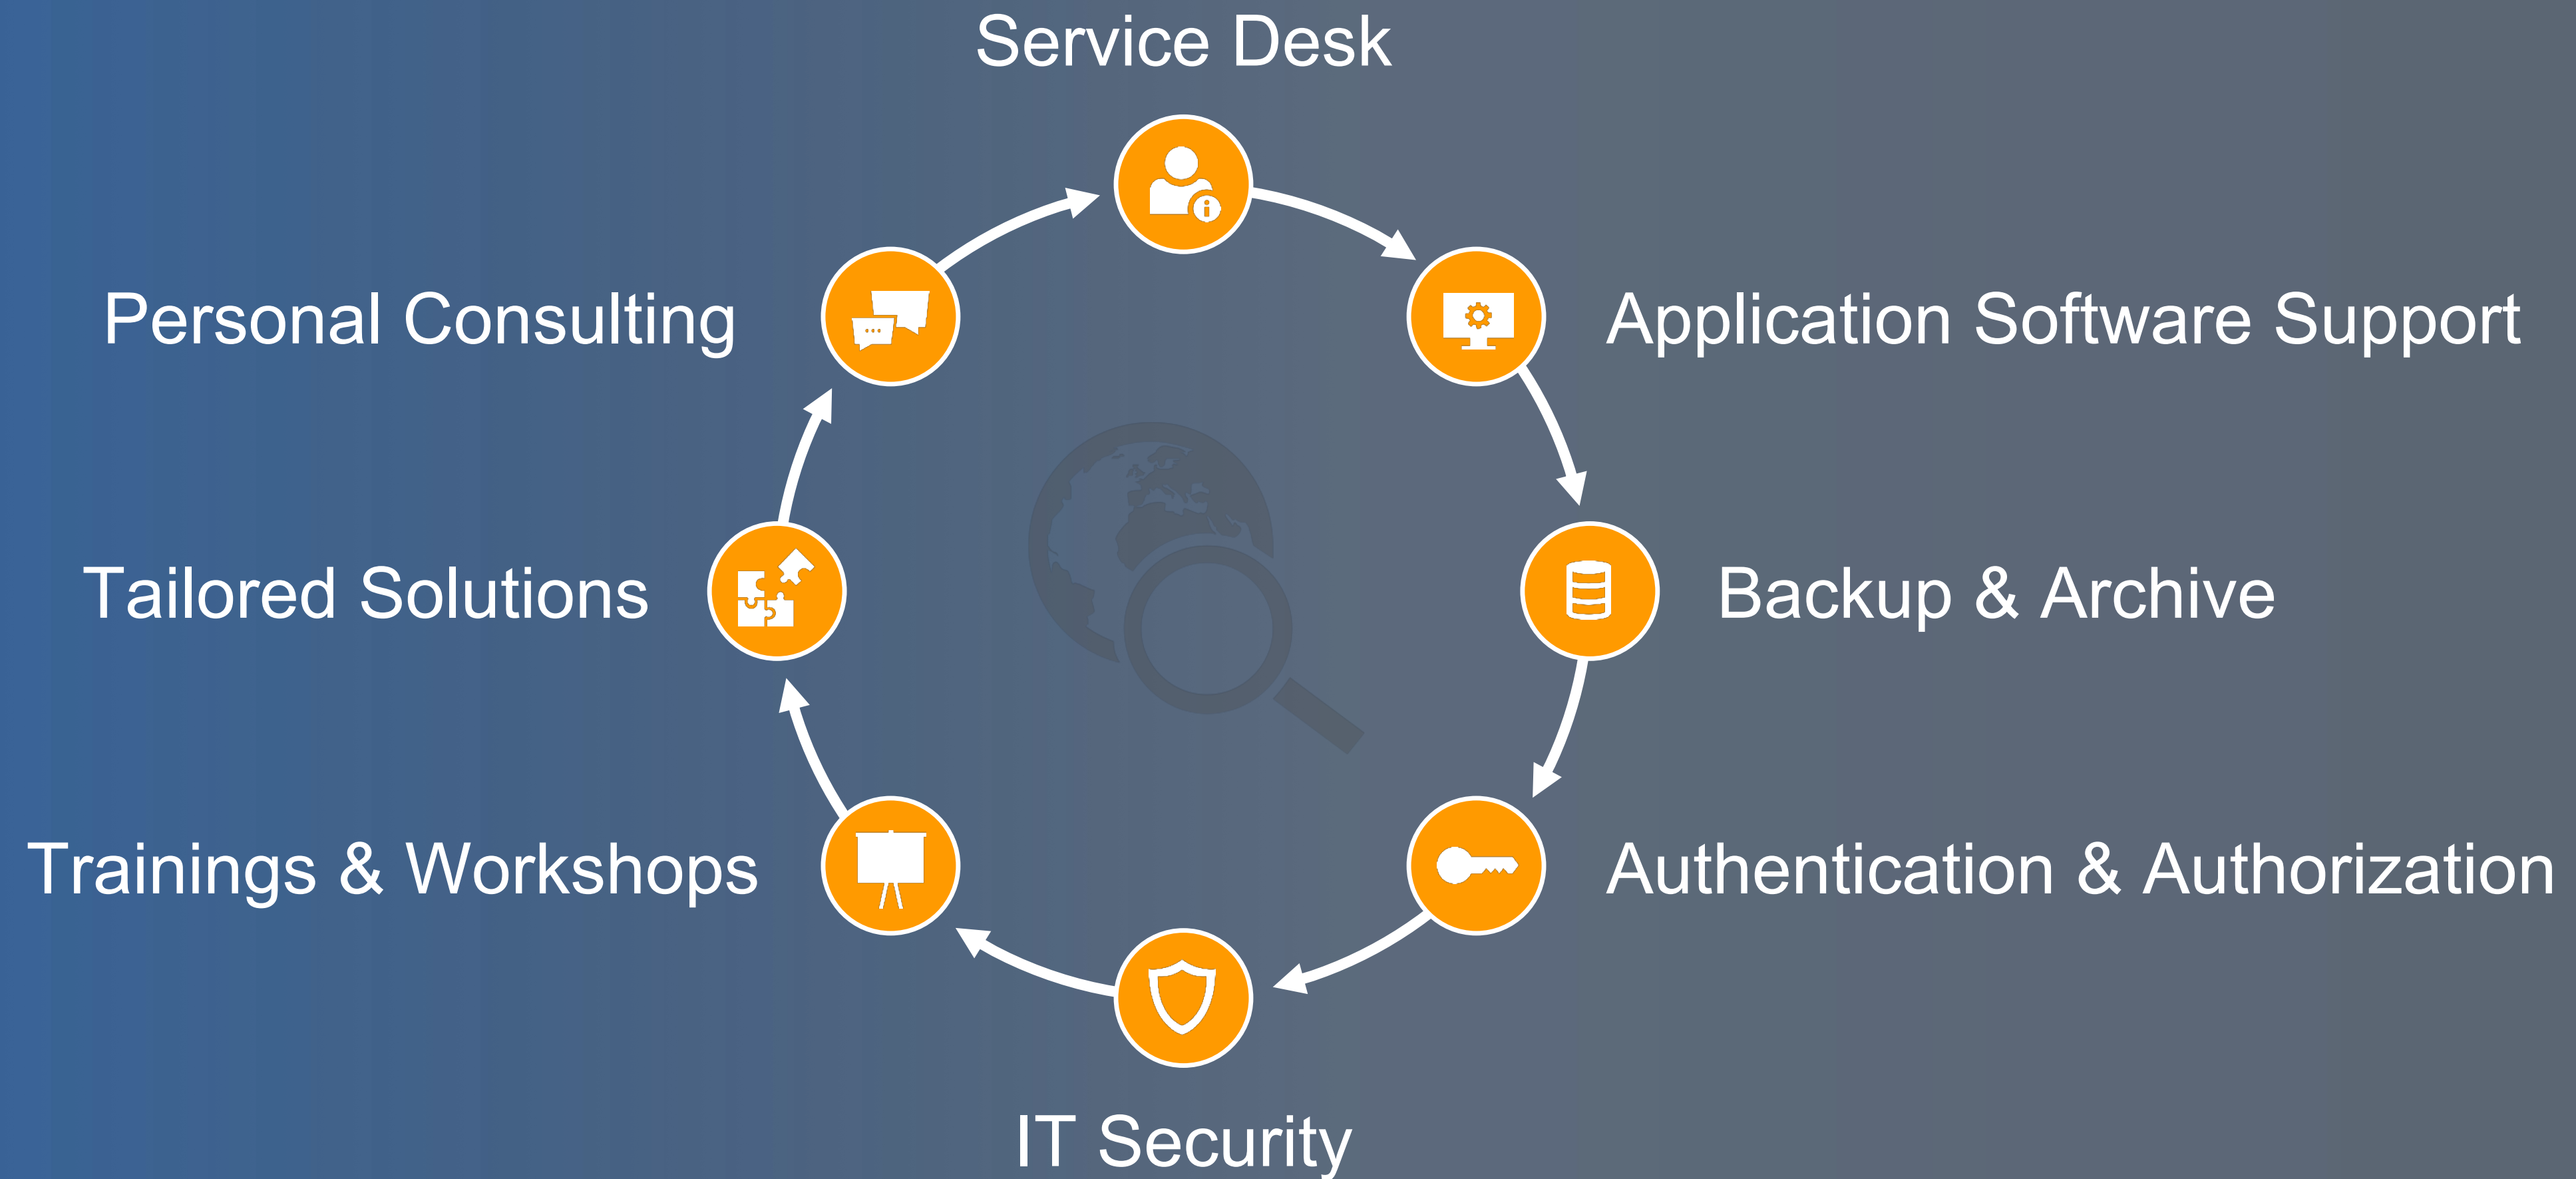 Service Desk
Personal Consulting
Application Software Support
Tailored Solutions
Backup & Archive
Trainings & Workshops
Authentication & Authorization
IT Security